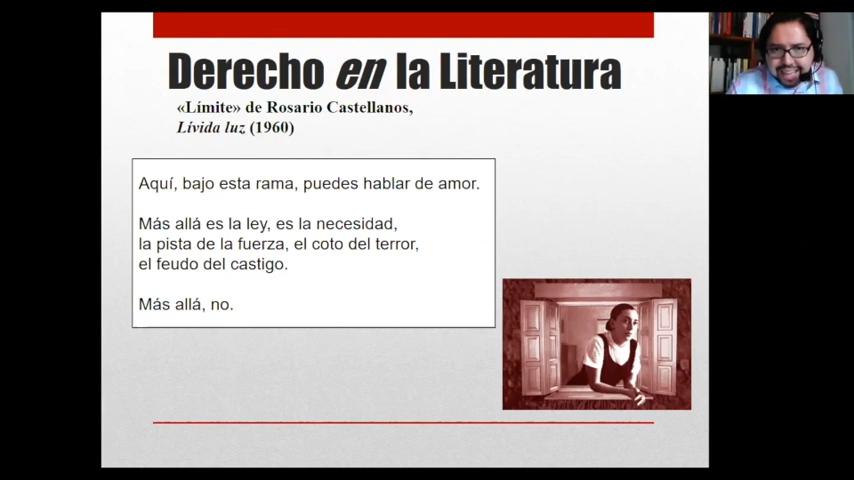 Derecho en la Literatura
«Límite» de Rosario Castellanos,
Lívida luz (1960)
Aquí, bajo esta rama, puedes hablar de amor.
Más allá es la ley, es la necesidad,
la pista de la fuerza, el coto del terror,
el feudo del castigo.
Más allá, no.